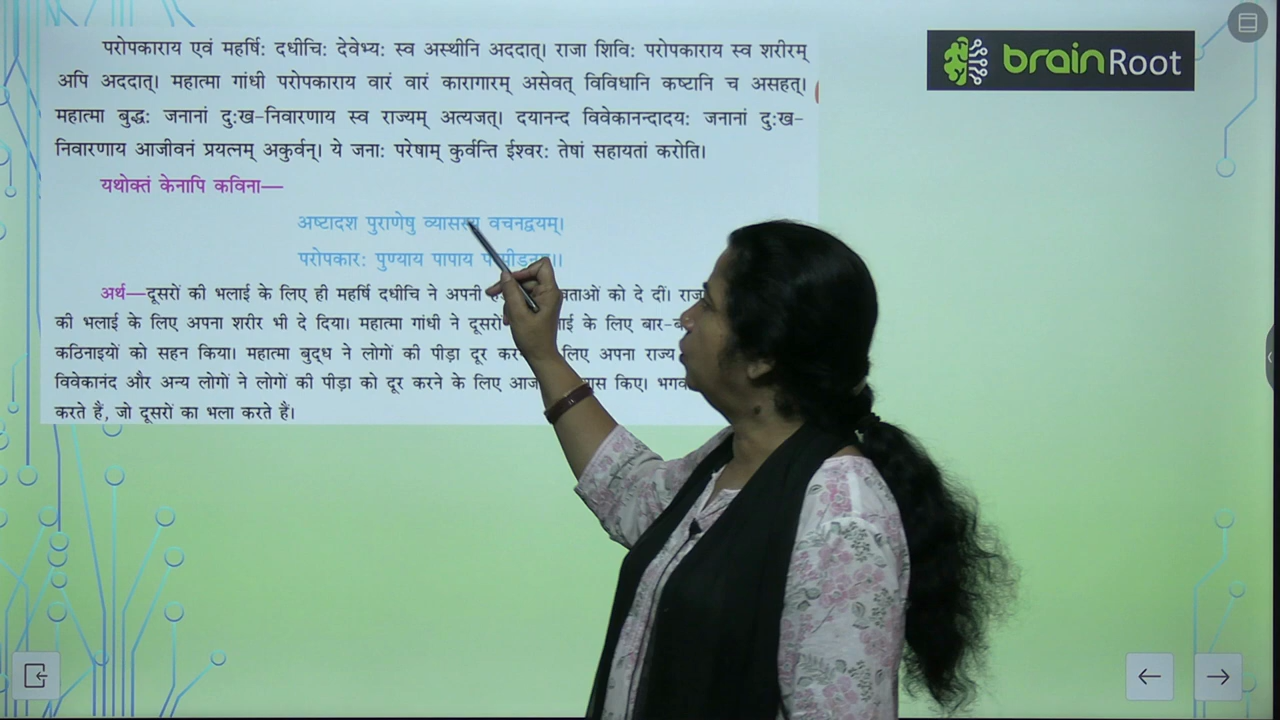 परोपकाराय एवं महर्षि: दधीचि: देवेभ्य: स्व अस्थीनि अददात्। राजा शिवि: परोपकाराय स्व शरीरम्
अपि अददात्। महात्मा गांधी परोपकाराय वारं वारं कारागारम् असेवत् विविधानि कष्टानि च असहत्।
महात्मा बुद्ध: जनानां दु:ख-निवारणाय स्व राज्यम् अत्यजत्। दयानन्द विवेकानन्दादय: जनानां दु:ख-
निवारणाय आजीवनं प्रयत्नम् अकुर्वन्। ये जना: परेषाम् कुर्वन्ति ईश्वर: तेषां सहायतां करोति।
यथोक्तं केनापि कविना—
अष्टादश पुराणेषु व्यासस्य वचनद्वयम्।
परोपकार: पुण्याय पापाय
अर्थ—दूसरों की भलाई के लिए ही महर्षि दधीचि ने अपनी को दे दीं।
की भलाई के लिए अपना शरीर भी दे दिया। महात्मा गांधी ने दूसरों के लिए
कठिनाइयों को सहन किया। महात्मा बुद्ध ने लोगों की पीड़ा दूर लिए अपना राज्य
विवेकानंद और अन्य लोगों ने लोगों की पीड़ा को दूर करने के लिए किए।
करते हैं, जो दूसरों का भला करते हैं।
brainRoot